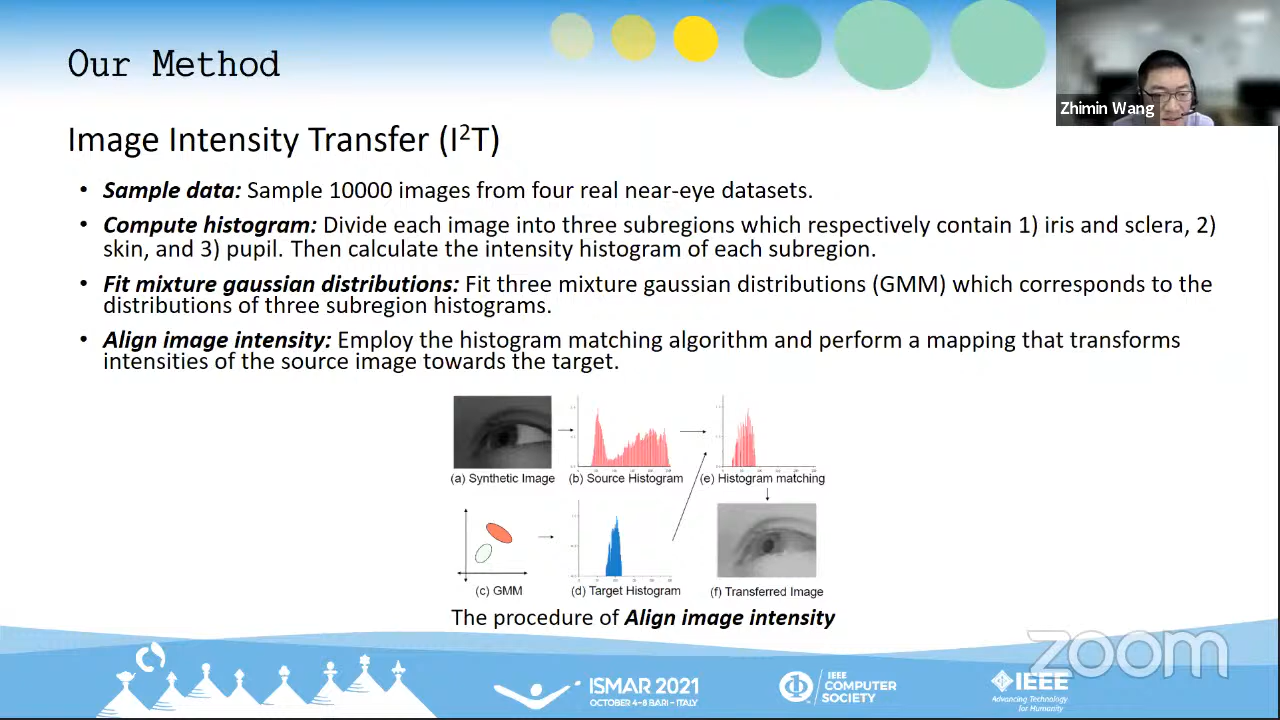 Our Method
Zhimin Wang
Image Intensity Transfer (I²T)
• Sample data: Sample 10000 images from four real near-eye datasets.
• Compute histogram: Divide each image into three subregions which respectively contain 1) iris and sclera, 2)
skin, and 3) pupil. Then calculate the intensity histogram of each subregion.
• Fit mixture gaussian distributions: Fit three mixture gaussian distributions (GMM) which corresponds to the
distributions of three subregion histograms.
• Align image intensity: Employ the histogram matching algorithm and perform a mapping that transforms
intensities of the source image towards the target.
(a) Synthetic Image
(b) Source Histogram
(e) Histogram matching
(c) GMM
(d) Target Histogram
(f) Transferred Image
The procedure of Align image intensity
zoom
ISMAR 2021
OCTOBER 4-8 BARI - ITALY
IEEE
COMPUTER
SOCIETY
IEEE
Advancing Technology
for Humanity